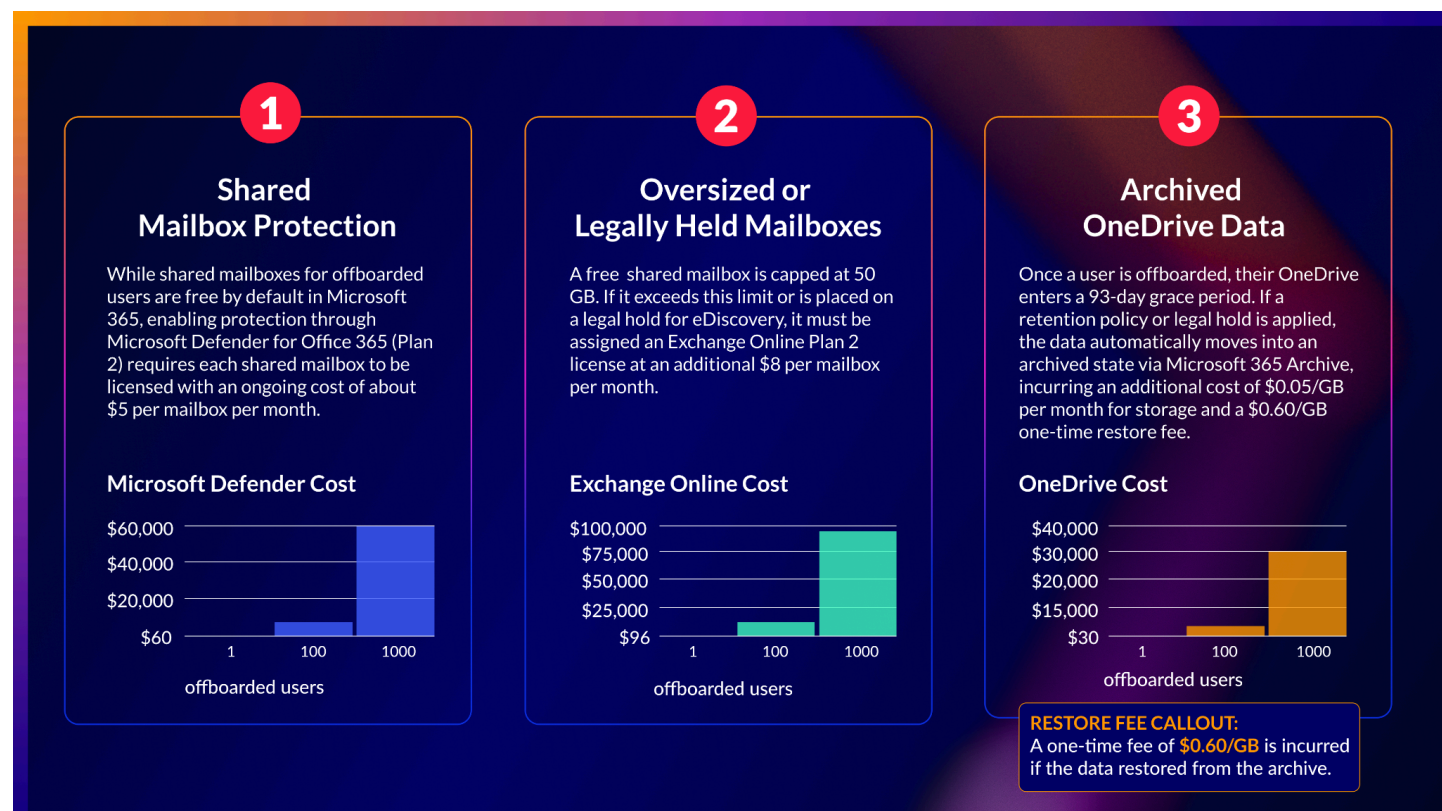 1
Shared
Mailbox Protection
While shared mailboxes for offboarded
users are free by default in Microsoft
365, enabling protection through
Microsoft Defender for Office 365 (Plan
2) requires each shared mailbox to be
licensed with an ongoing cost of about
$5 per mailbox per month.
Microsoft Defender Cost
$60,000
$40,000
$20,000
$60
1 100 1000
offboarded users
2
Oversized or
Legally Held Mailboxes
A free shared mailbox is capped at 50
GB. If it exceeds this limit or is placed on
a legal hold for eDiscovery, it must be
assigned an Exchange Online Plan 2
license at an additional $8 per mailbox
per month.
Exchange Online Cost
$100,000
$75,000
$50,000
$25,000
$96
1 100 1000
offboarded users
3
Archived
OneDrive Data
Once a user is offboarded, their OneDrive
enters a 93-day grace period. If a
retention policy or legal hold is applied,
the data automatically moves into an
archived state via Microsoft 365 Archive,
incurring an additional cost of $0.05/GB
per month for storage and a $0.60/GB
one-time restore fee.
OneDrive Cost
$40,000
$30,000
$20,000
$15,000
$30
1 100 1000
offboarded users
RESTORE FEE CALLOUT:
A one-time fee of $0.60/GB is incurred
if the data restored from the archive.